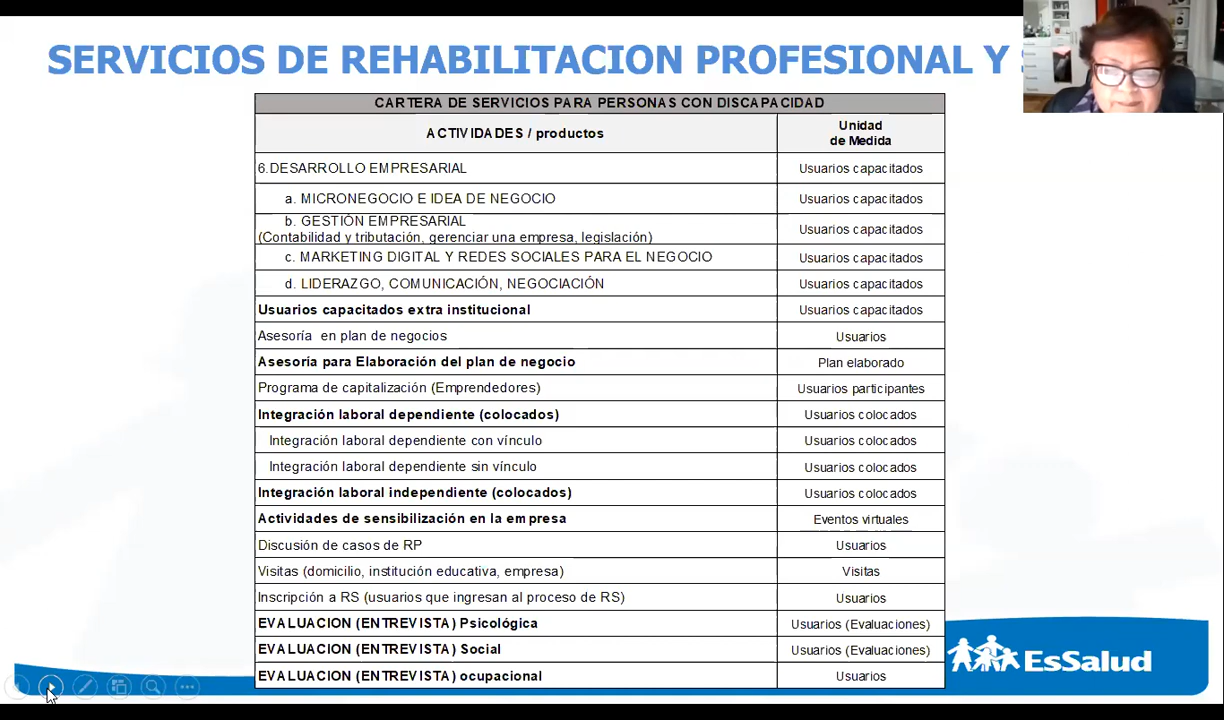 SERVICIOS DE REHABILITACION PROFESIONAL Y
CARTERA DE SERVICIOS PARA PERSONAS CON DISCAPACIDAD
ACTIVIDADES / productos
Unidad
de Medida
6.DESARROLLO EMPRESARIAL
Usuarios capacitados
a. MICRONEGOCIO E IDEA DE NEGOCIO
Usuarios capacitados
b. GESTIÓN EMPRESARIAL
(Contabilidad y tributación, gerenciar una empresa, legislación)
Usuarios capacitados
c. MARKETING DIGITAL Y REDES SOCIALES PARA EL NEGOCIO
Usuarios capacitados
d. LIDERAZGO, COMUNICACIÓN, NEGOCIACIÓN
Usuarios capacitados
Usuarios capacitados extra institucional
Usuarios capacitados
Asesoría en plan de negocios
Usuarios
Asesoría para Elaboración del plan de negocio
Plan elaborado
Programa de capitalización (Emprendedores)
Usuarios participantes
Integración laboral dependiente (colocados)
Usuarios colocados
Integración laboral dependiente con vínculo
Usuarios colocados
Integración laboral dependiente sin vínculo
Usuarios colocados
Integración laboral independiente (colocados)
Usuarios colocados
Actividades de sensibilización en la empresa
Eventos virtuales
Discusión de casos de RP
Usuarios
Visitas (domicilio, institución educativa, empresa)
Visitas
Inscripción a RS (usuarios que ingresan al proceso de RS)
Usuarios
EVALUACION (ENTREVISTA) Psicológica
Usuarios (Evaluaciones)
EVALUACION (ENTREVISTA) Social
Usuarios (Evaluaciones)
EVALUACION (ENTREVISTA) ocupacional
Usuarios
EsSalud